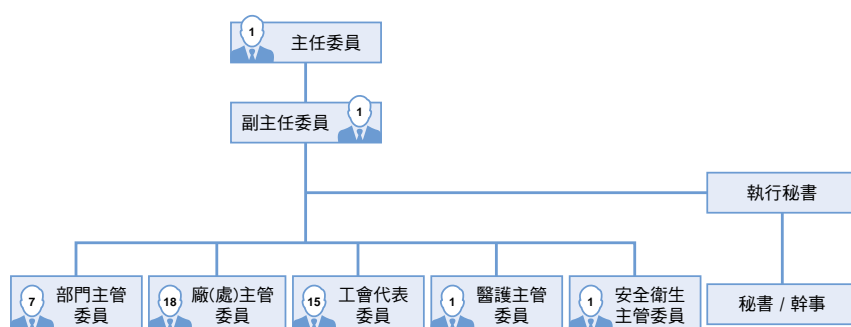 1
主任委員
副主任委員
1
執行秘書
7
部門主管
委員
18
廠(處)主管
委員
15
工會代表
委員
1
醫護主管
委員
1
安全衛生
主管委員
秘書 / 幹事